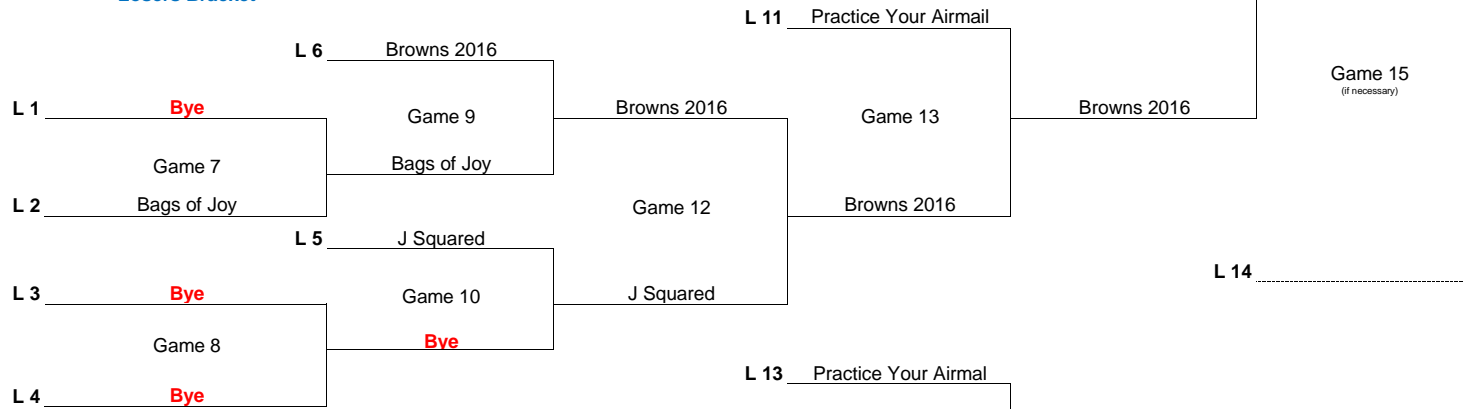 Losers Bracket
L 11 Practice Your Airmail
L 6 Browns 2016
Game 15
(if necessary)
L 1 Bye
Game 9
Browns 2016
Game 13
Browns 2016
Game 7
Bags of Joy
L 2 Bags of Joy
Game 12
Browns 2016
L 5 J Squared
L 14
L 3 Bye
Game 10
J Squared
Game 8
Bye
L 13 Practice Your Airmal
L 4 Bye